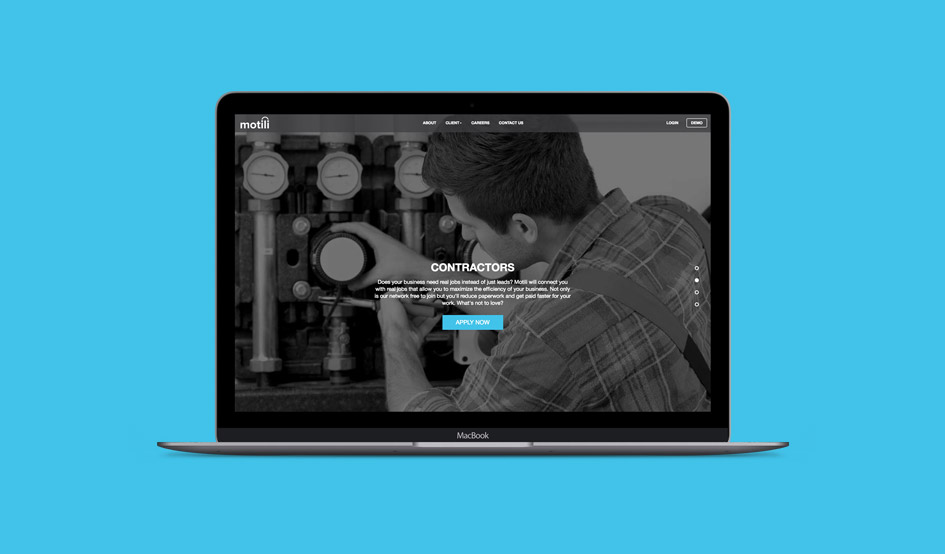 motili
ABOUT
CLIENT
CAREERS
CONTACT US
LOGIN
DEMO
CONTRACTORS
Does your business need real jobs instead of just leads? Motili will connect you
with real jobs that allow you to maximize the efficiency of your business. Not only
is our network free to join but you'll reduce paperwork and get paid faster for your
work. What's not to love?
APPLY NOW
MacBook